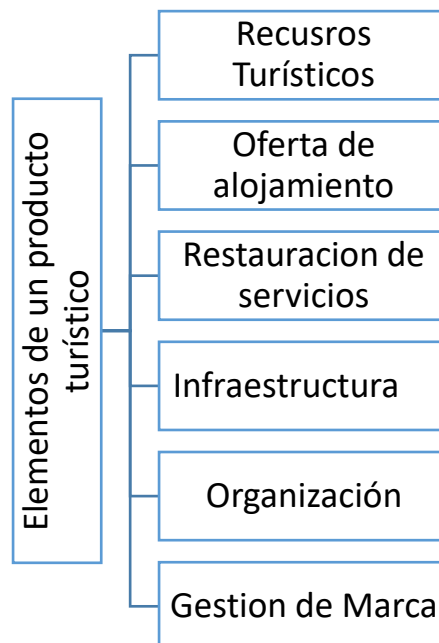 Elementos de un producto
turístico
Recusros
Turísticos
Oferta de
alojamiento
Restauracion de
servicios
Infraestructura
Organización
Gestion de Marca